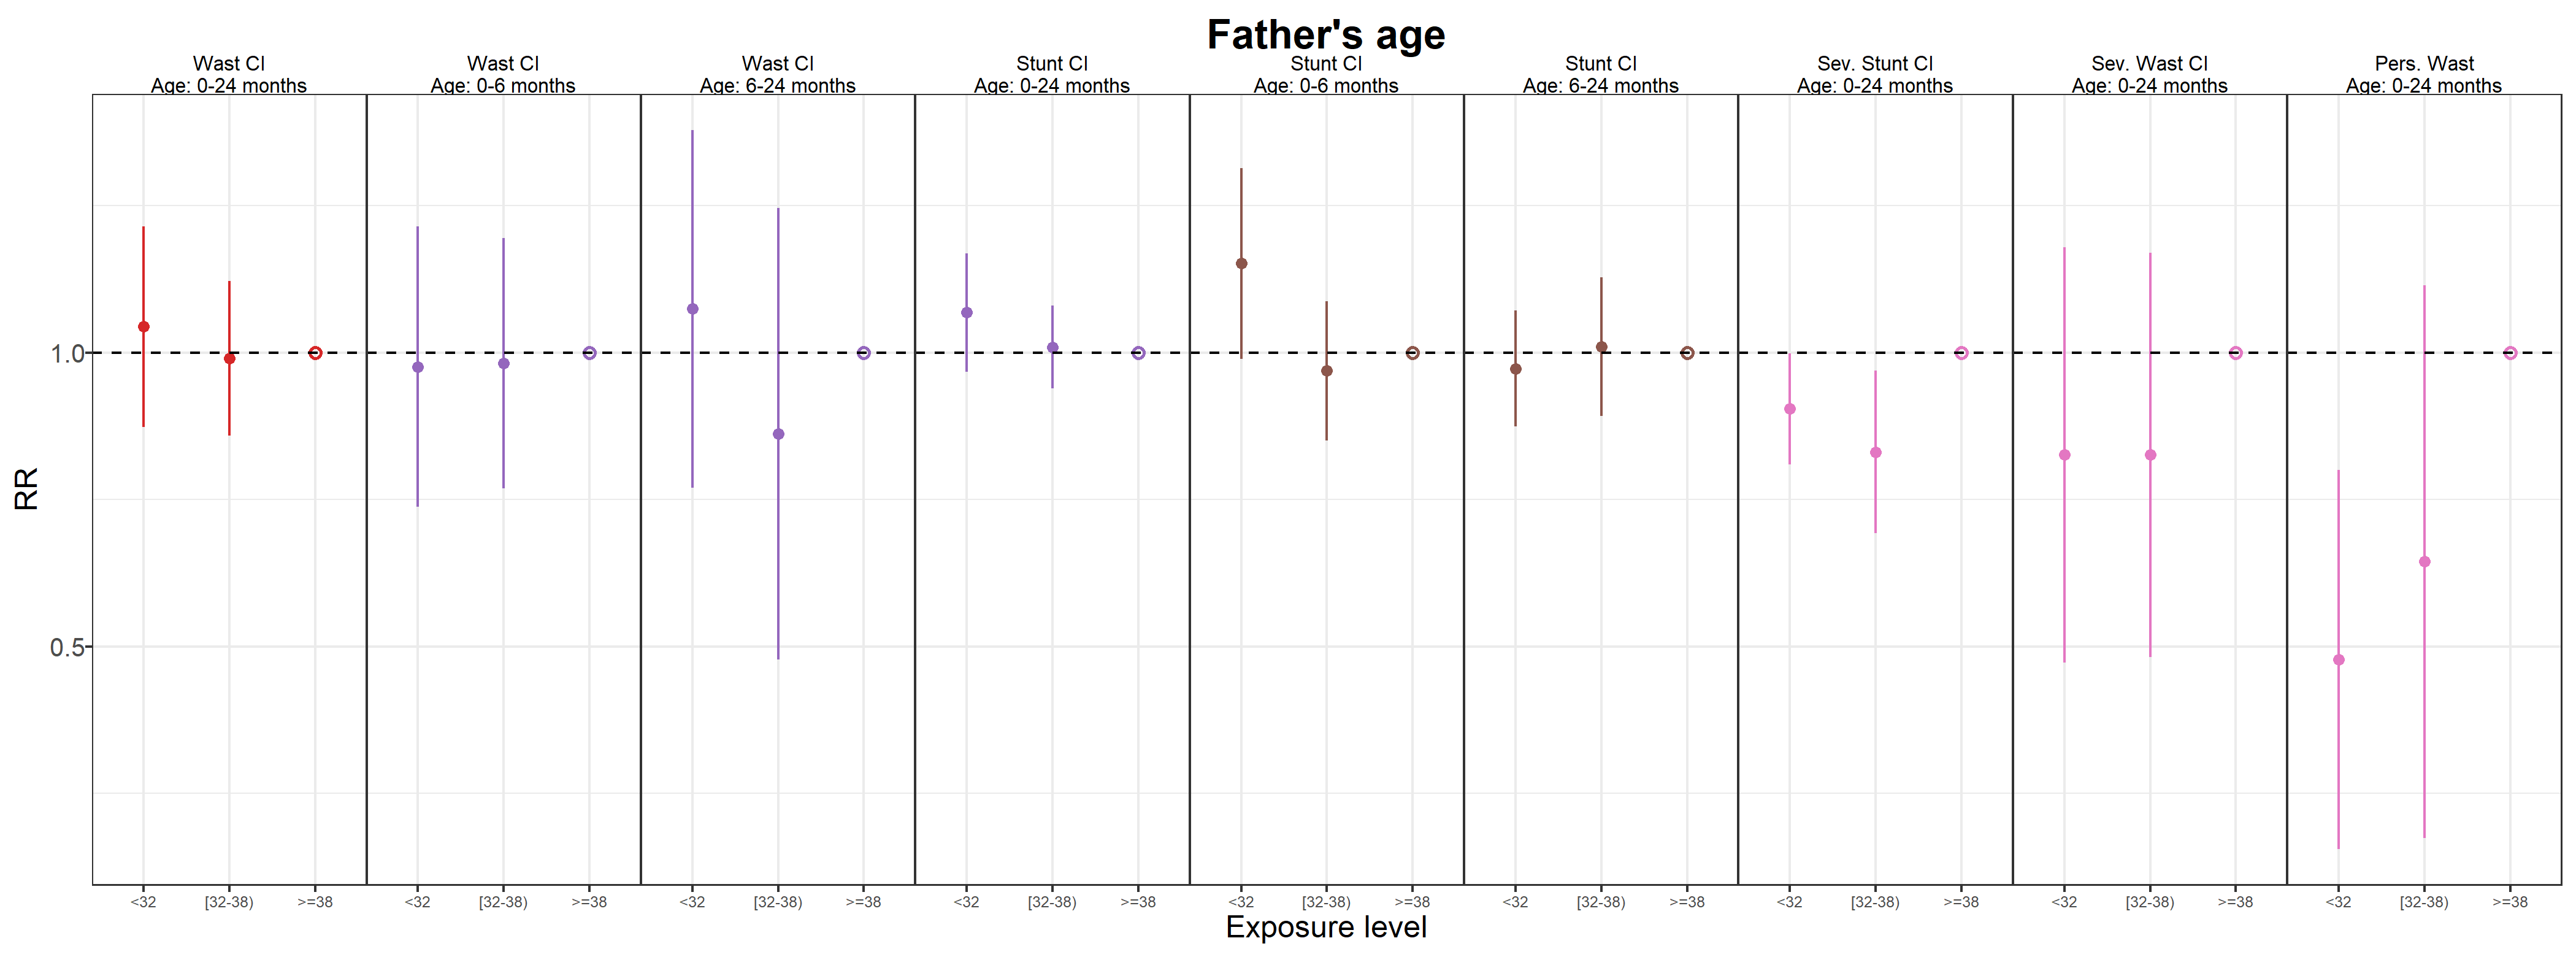 Father's age
Wast CI Wast CI Wast CI Stunt CI Stunt CI Stunt CI Sev. Stunt CI Sev. Wast CI Pers. Wast
Age: 0-24 months Age: 0-6 months Age: 6-24 months Age: 0-24 months Age: 0-6 months Age: 6-24 months Age: 0-24 months Age: 0-24 months Age: 0-24 months
1.0
RR
0.5
<32 [32-38) >=38 <32 [32-38) >=38 <32 [32-38) >=38 <32 [32-38) >=38 <32 [32-38) >=38 <32 [32-38) >=38 <32 [32-38) >=38 <32 [32-38) >=38 <32 [32-38) >=38
Exposure level